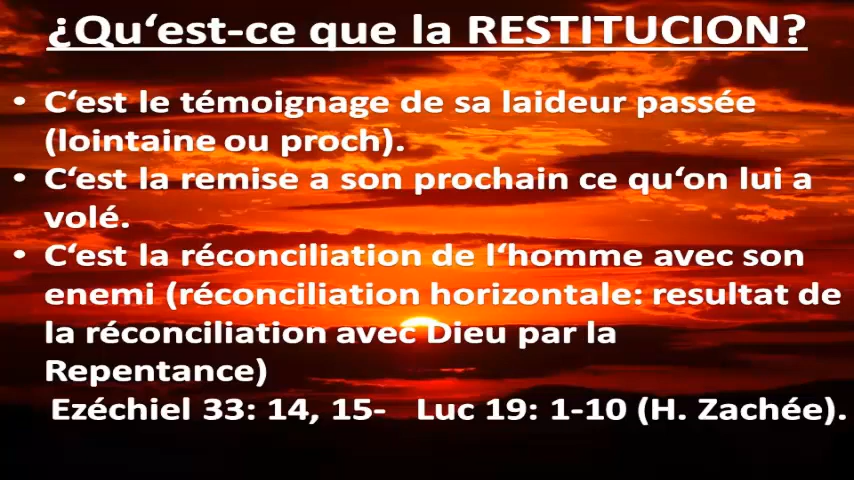 ¿Qu‘est-ce que la RESTITUCION?
• C‘est le témoignage de sa laideur passée
(lointaine ou proch).
• C‘est la remise a son prochain ce qu‘on lui a
volé.
• C‘est la réconciliation de l‘homme avec son
enemi (réconciliation horizontale: resultat de
la réconciliation avec Dieu par la
Repentance)
Ezéchiel 33: 14, 15- Luc 19: 1-10 (H. Zachée).